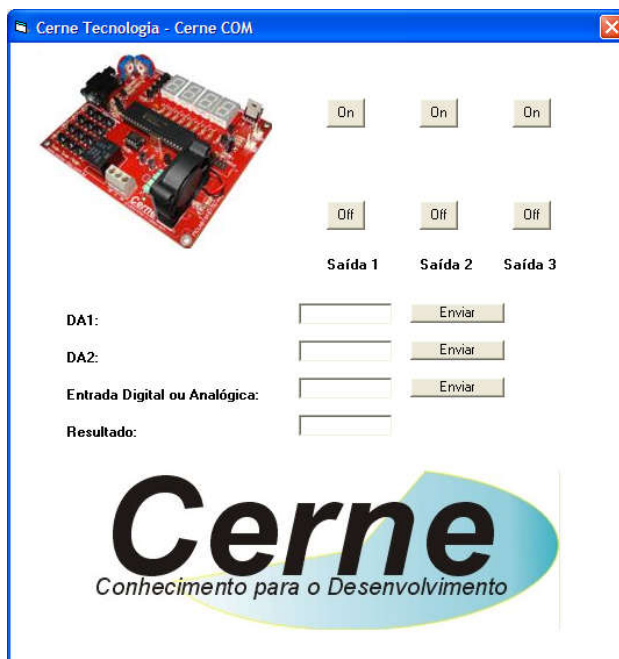 Cerne Tecnologia - Cerne COM
Cerne
On On On
Off Off Off
Saída 1 Saída 2 Saída 3
DA1: Enviar
DA2: Enviar
Entrada Digital ou Analógica: Enviar
Resultado:
Cerne
Conhecimento para o Desenvolvimento